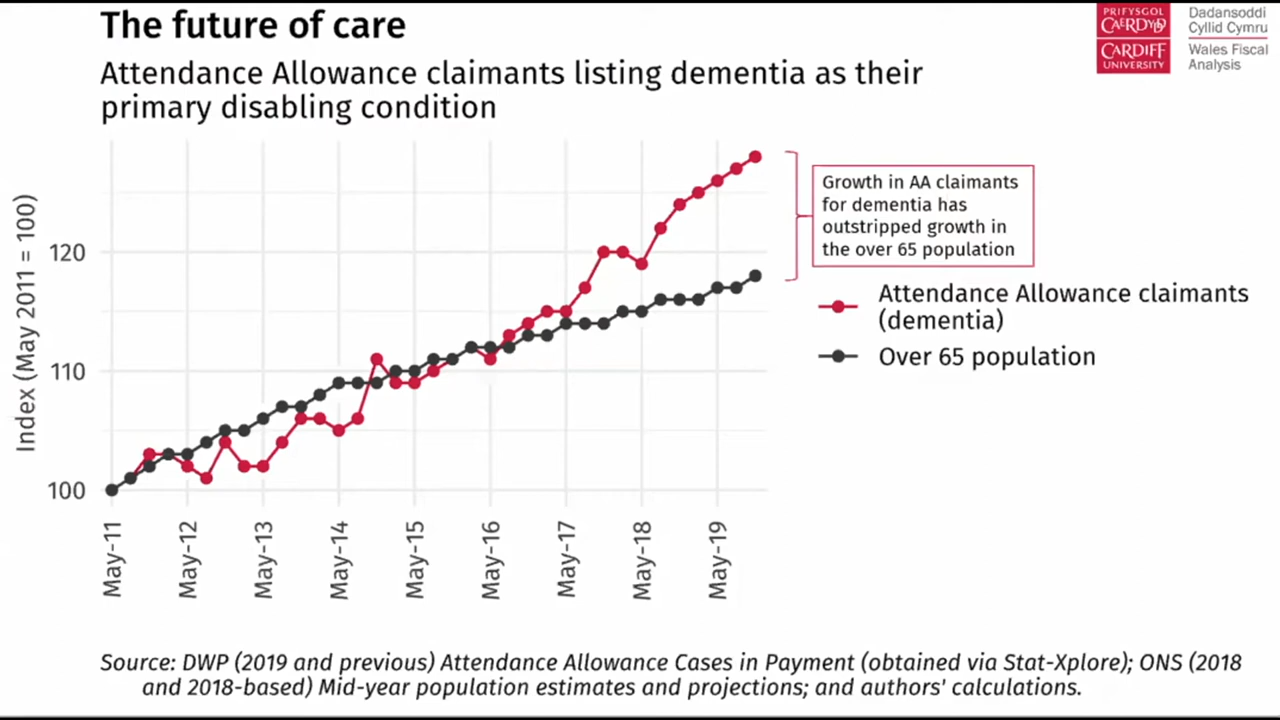 The future of care
Attendance Allowance claimants listing dementia as their
primary disabling condition
PRIFYSGOL
CAERDYDD
CARDIFF
UNIVERSITY
Dadansoddi
Cyllid Cymru
Wales Fiscal
Analysis
Index (May 2011 = 100)
120
110
100
May-11
May-12
May-13
May-14
May-15
May-16
May-17
May-18
May-19
Growth in AA claimants
for dementia has
outstripped growth in
the over 65 population
Attendance Allowance claimants
(dementia)
Over 65 population
Source: DWP (2019 and previous) Attendance Allowance Cases in Payment (obtained via Stat-Xplore); ONS (2018
and 2018-based) Mid-year population estimates and projections; and authors' calculations.